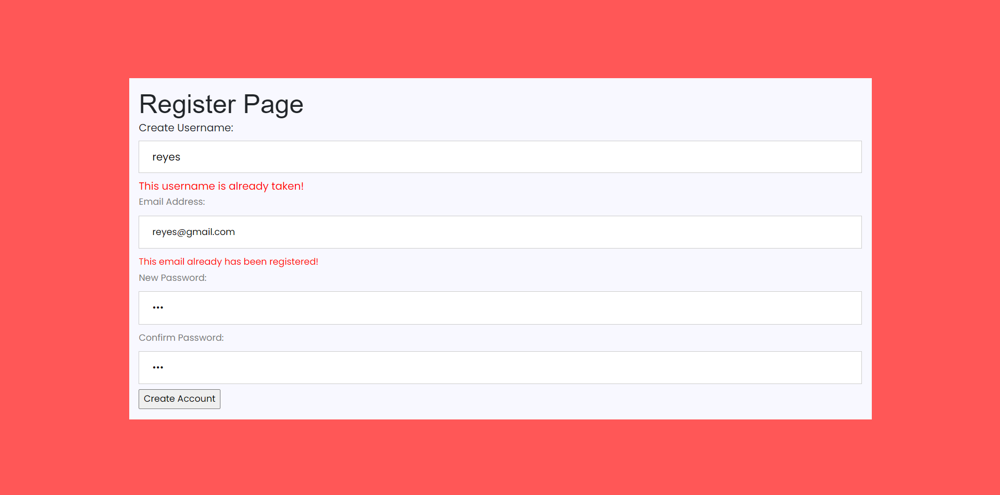 Register Page
Create Username:
reyes
This username is already taken!
Email Address:
reyes@gmail.com
This email already has been registered!
New Password:
•••
Confirm Password:
•••
Create Account